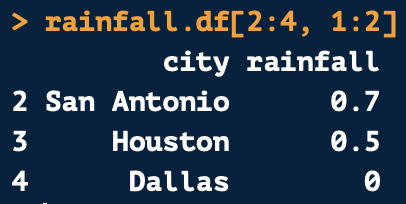 > rainfall.df[2:4, 1:2]
city rainfall
2 San Antonio 0.7
3 Houston 0.5
4 Dallas 0